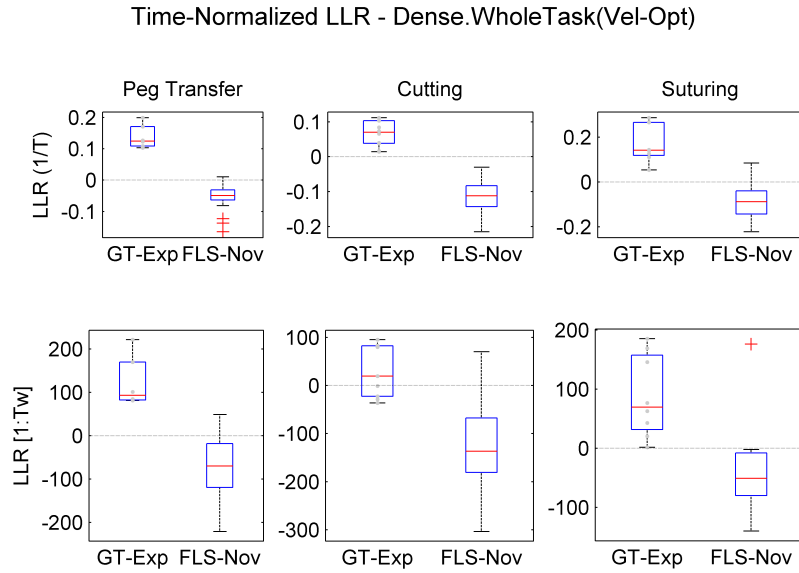 Time-Normalized LLR - Dense.WholeTask(Vel-Opt)
Peg Transfer
Cutting
Suturing
LLR (1/T)
0.2
0.1
0
-0.1
GT-Exp FLS-Nov
0.1
0
-0.1
-0.2
GT-Exp FLS-Nov
0.2
0
-0.2
GT-Exp FLS-Nov
LLR [1:Tw]
200
100
0
-100
-200
GT-Exp FLS-Nov
100
0
-100
-200
-300
GT-Exp FLS-Nov
200
100
0
-100
GT-Exp FLS-Nov